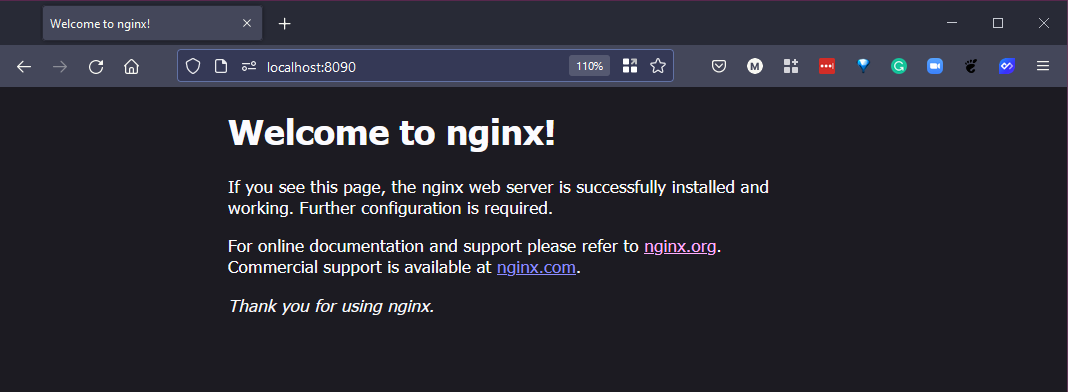 Welcome to nginx!
localhost:8090
110%
M
Welcome to nginx!
If you see this page, the nginx web server is successfully installed and
working. Further configuration is required.
For online documentation and support please refer to nginx.org.
Commercial support is available at nginx.com.
Thank you for using nginx.